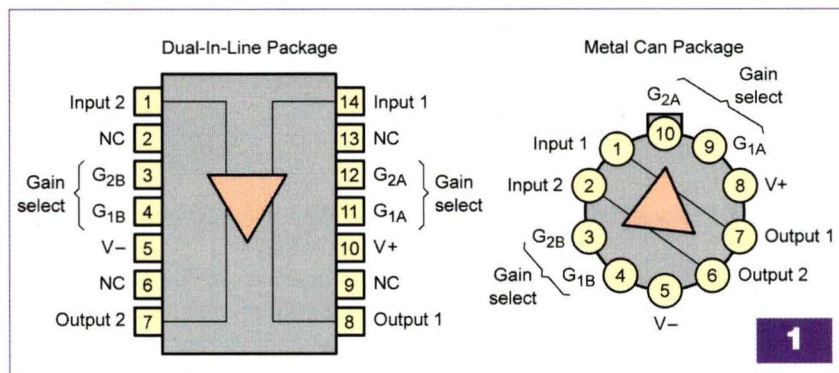 Dual-In-Line Package
Input 2 1 14 Input 1
NC 2 13 NC
Gain select
G2B 3 12 G2A
G1B 4 11 G1A
Gain select
V− 5 10 V+
NC 6 9 NC
Output 2 7 8 Output 1
Metal Can Package
Gain select
G2A
10
Input 1 1 9 G1A
Input 2 2 8 V+
G2B 3 7 Output 1
Gain select
G1B 4 6 Output 2
5
V−
1